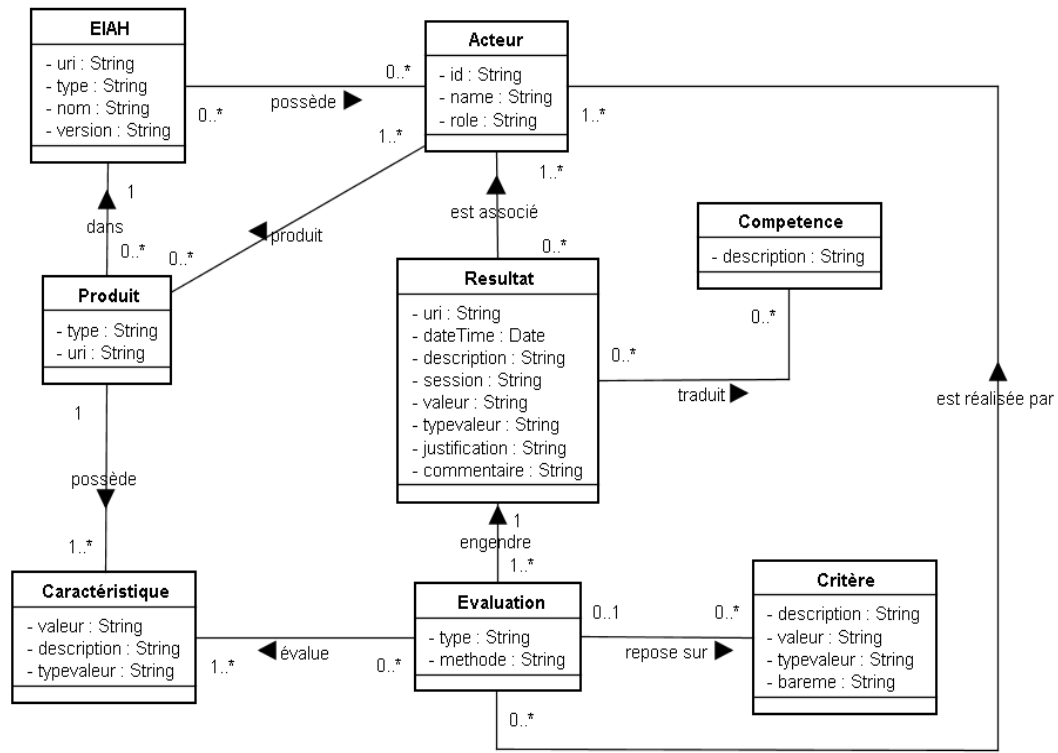 EIAH
- uri : String
- type : String
- nom : String
- version : String
0..*
possède
0..*
Acteur
- id : String
- name : String
- role : String
1..*
1..*
1..*
1
dans
0..*
produit
0..*
est associé
0..*
Competence
- description : String
0..*
Produit
- type : String
- uri : String
Resultat
- uri : String
- dateTime : Date
- description : String
- session : String
- valeur : String
- typevaleur : String
- justification : String
- commentaire : String
0..*
traduit
est réalisée par
1
possède
1..*
1
engendre
1..*
Caractéristique
- valeur : String
- description : String
- typevaleur : String
1..*
évalue
0..*
Evaluation
- type : String
- methode : String
0..1
0..*
repose sur
Critère
- description : String
- valeur : String
- typevaleur : String
- bareme : String
0..*